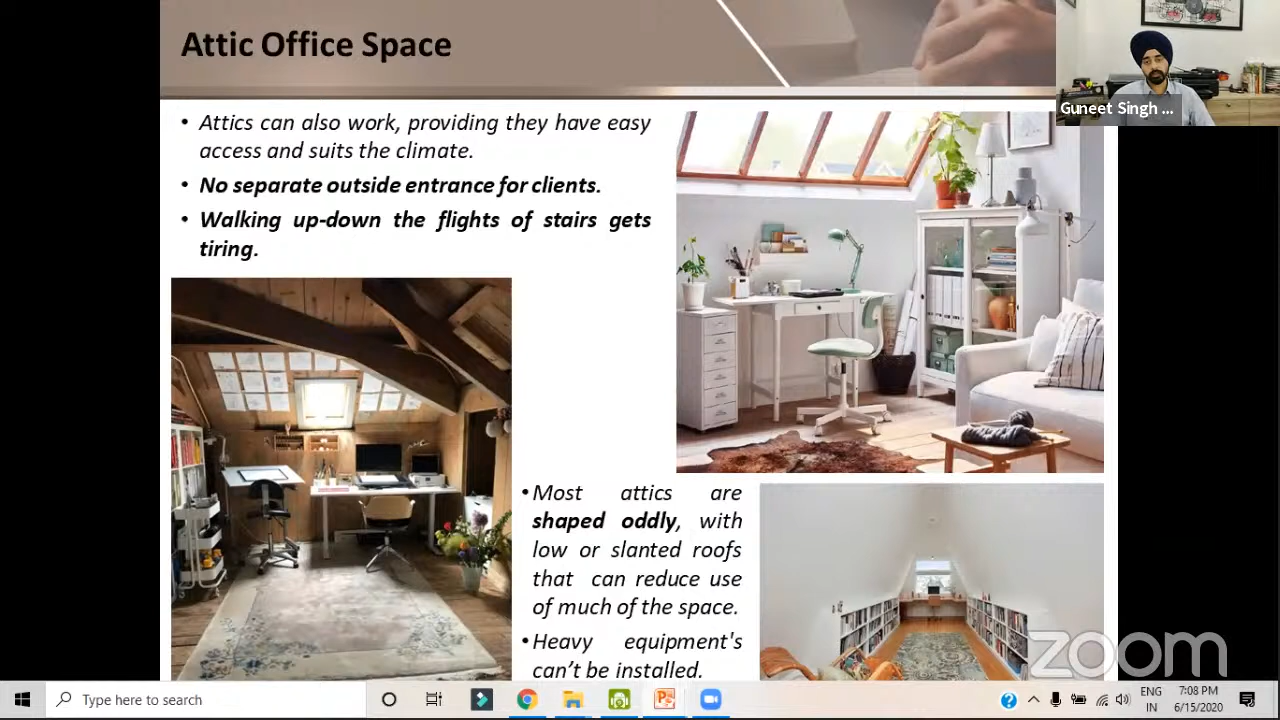 Attic Office Space
Guneet Singh ...
• Attics can also work, providing they have easy
access and suits the climate.
• No separate outside entrance for clients.
• Walking up-down the flights of stairs gets
tiring.
• Most attics are
shaped oddly, with
low or slanted roofs
that can reduce use
of much of the space.
• Heavy equipment's
can't be installed.
zoom
Type here to search
ENG
IN
7:08 PM
6/15/2020